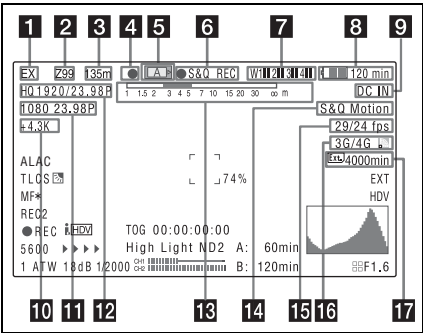 1 2 3 4 5 6 7 8 9
EX Z99 135m A S&Q REC W1 2 3 4 120 min
HQ1920/23.98P DC IN
1 1.5 2 3 4 5 7 10 15 20 30 ∞ m
1080 23.98P S&Q Motion
+4.3K 29/24 fps
3G/4G
Ext. 4000min
ALAC
TLCS 74% EXT
MF* HDV
REC2
●REC i HDV TOG 00:00:00:00
5600 High Light ND2 A: 60min
1 ATW 18dB 1/2000 CH1 CH2 B: 120min F1.6
10 11 12 13 14 15 16 17